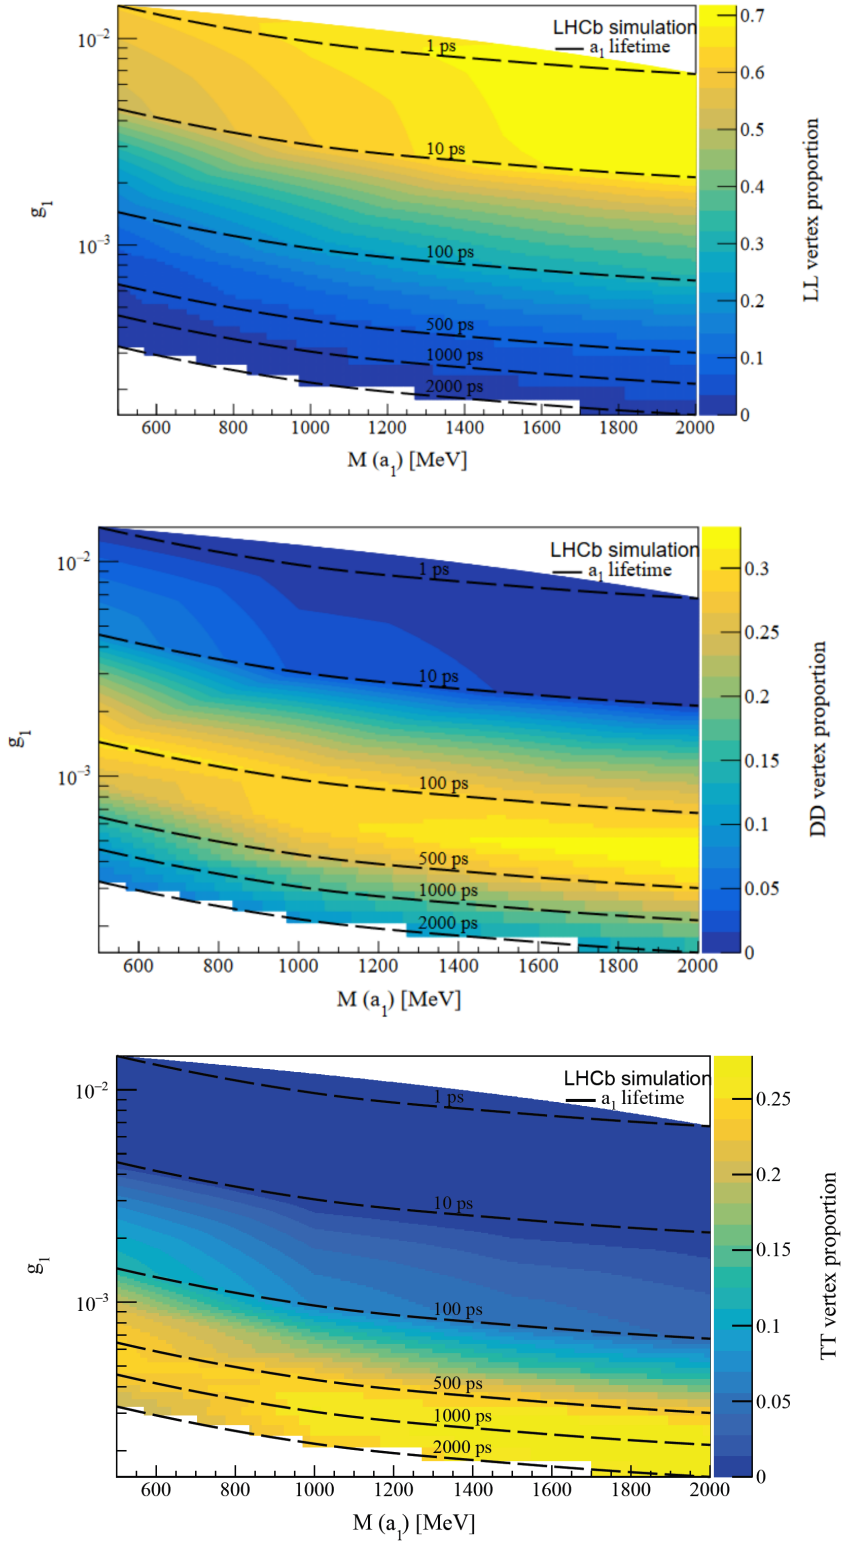 LHCb simulation
a₁ lifetime
1 ps
10 ps
100 ps
500 ps
1000 ps
2000 ps
10⁻²
10⁻³
g₁
600 800 1000 1200 1400 1600 1800 2000
M (a₁) [MeV]
0.7
0.6
0.5
0.4
0.3
0.2
0.1
0
LL vertex proportion
LHCb simulation
a₁ lifetime
1 ps
10 ps
100 ps
500 ps
1000 ps
2000 ps
10⁻²
10⁻³
g₁
600 800 1000 1200 1400 1600 1800 2000
M (a₁) [MeV]
0.3
0.25
0.2
0.15
0.1
0.05
0
DD vertex proportion
LHCb simulation
a₁ lifetime
1 ps
10 ps
100 ps
500 ps
1000 ps
2000 ps
10⁻²
10⁻³
g₁
600 800 1000 1200 1400 1600 1800 2000
M (a₁) [MeV]
0.25
0.2
0.15
0.1
0.05
0
TT vertex proportion